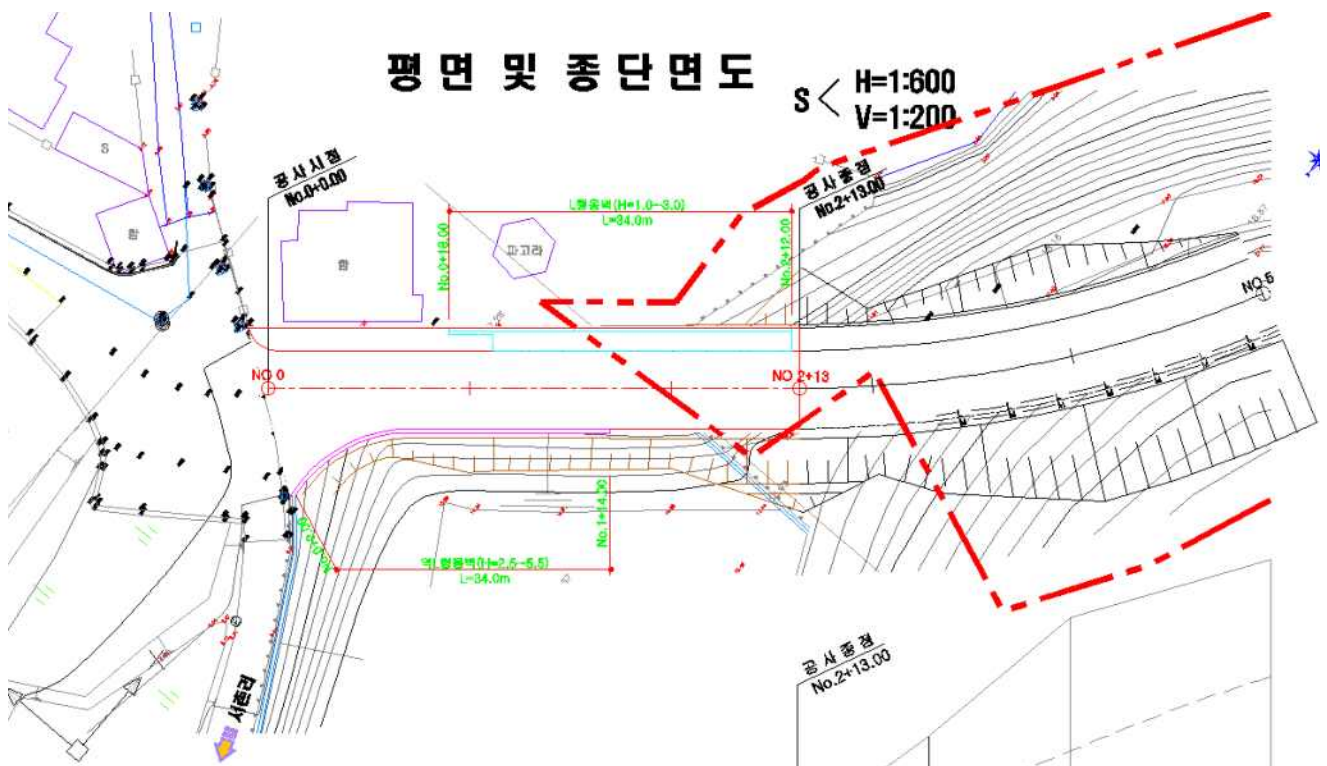 평면 및 종단면도
S
H=1:600
V=1:200
공사시점
No.0+0.00
공사종점
No.2+13.00
L형옹벽(H=1.0~3.0)
L=34.0m
No.0+18.00
No.2+12.00
파고라
NO 0
NO 2+13
NO 5
No.1+14.00
역L형옹벽(H=2.5~5.5)
L=34.0m
서촌리
공사종점
No.2+13.00